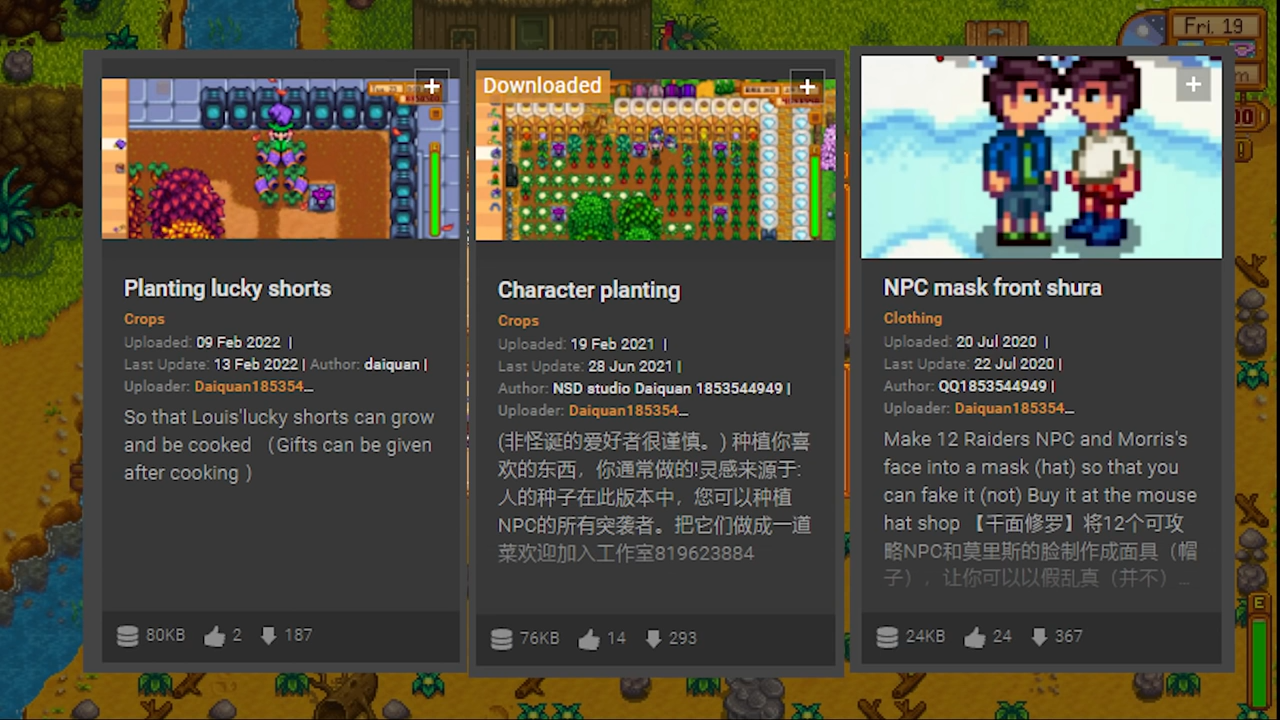 Fri. 19
Planting lucky shorts
Crops
Uploaded: 09 Feb 2022 |
Last Update: 13 Feb 2022 | Author: daiquan |
Uploader: Daiquan185354…
So that Louis'lucky shorts can grow
and be cooked （Gifts can be given
after cooking ）
80KB 2 187
Downloaded
Character planting
Crops
Uploaded: 19 Feb 2021 |
Last Update: 28 Jun 2021 |
Author: NSD studio Daiquan 1853544949 |
Uploader: Daiquan185354…
(非怪诞的爱好者很谨慎。) 种植你喜
欢的东西，你通常做的!灵感来源于:
人的种子在此版本中，您可以种植
NPC的所有突袭者。把它们做成一道
菜欢迎加入工作室819623884
76KB 14 293
NPC mask front shura
Clothing
Uploaded: 20 Jul 2020 |
Last Update: 22 Jul 2020 |
Author: QQ1853544949 |
Uploader: Daiquan185354…
Make 12 Raiders NPC and Morris's
face into a mask (hat) so that you
can fake it (not) Buy it at the mouse
hat shop 【千面修罗】将12个可攻
略NPC和莫里斯的脸制作成面具（帽
子），让你可以以假乱真（并不）…
24KB 24 367
E